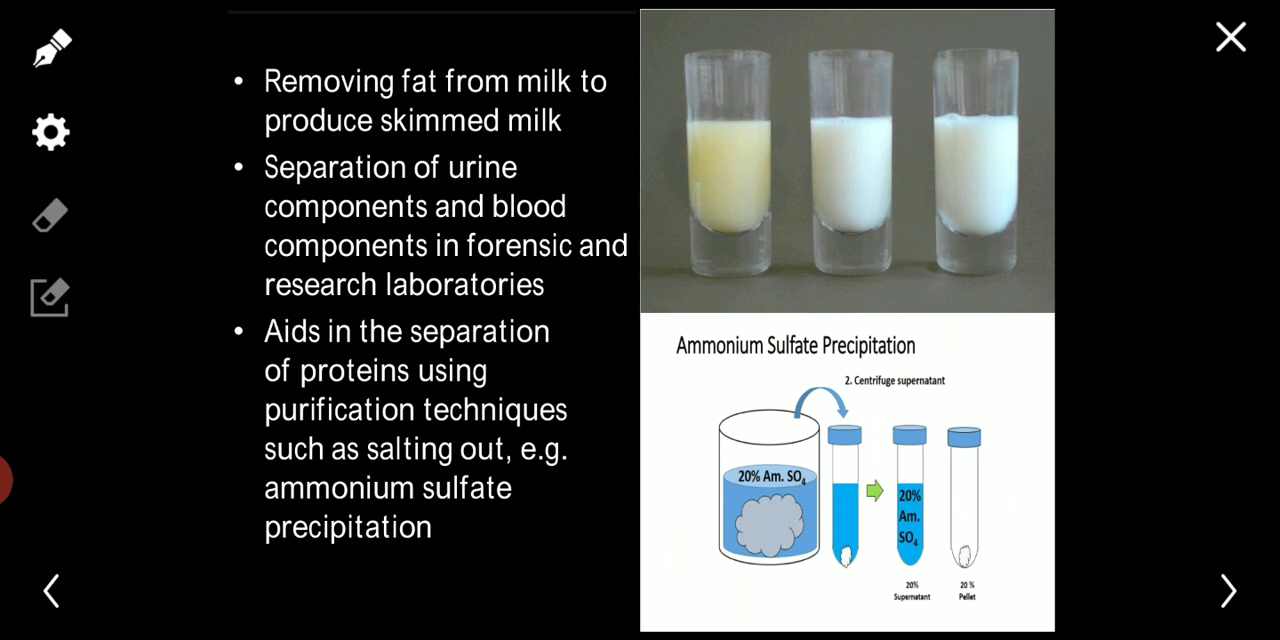 • Removing fat from milk to
produce skimmed milk
• Separation of urine
components and blood
components in forensic and
research laboratories
• Aids in the separation
of proteins using
purification techniques
such as salting out, e.g.
ammonium sulfate
precipitation
Ammonium Sulfate Precipitation
2. Centrifuge supernatant
20% Am. SO4
20%
Am.
SO4
20%
Supernatant
20 %
Pellet